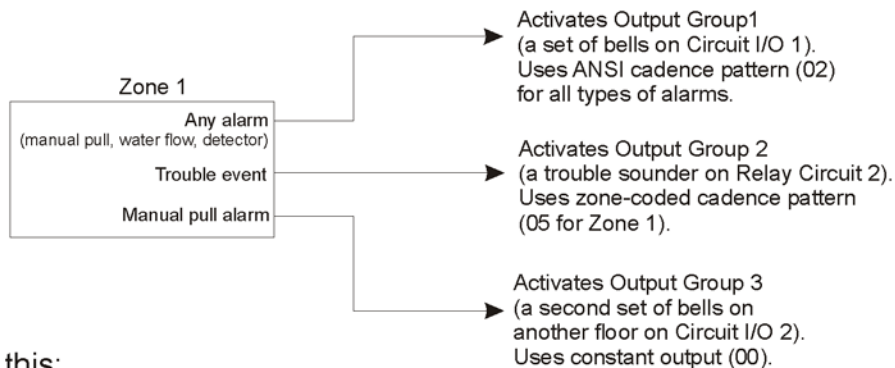 Zone 1
Any alarm
(manual pull, water flow, detector)
Trouble event
Manual pull alarm
Activates Output Group1
(a set of bells on Circuit I/O 1).
Uses ANSI cadence pattern (02)
for all types of alarms.
Activates Output Group 2
(a trouble sounder on Relay Circuit 2).
Uses zone-coded cadence pattern
(05 for Zone 1).
Activates Output Group 3
(a second set of bells on
another floor on Circuit I/O 2).
Uses constant output (00).
this: